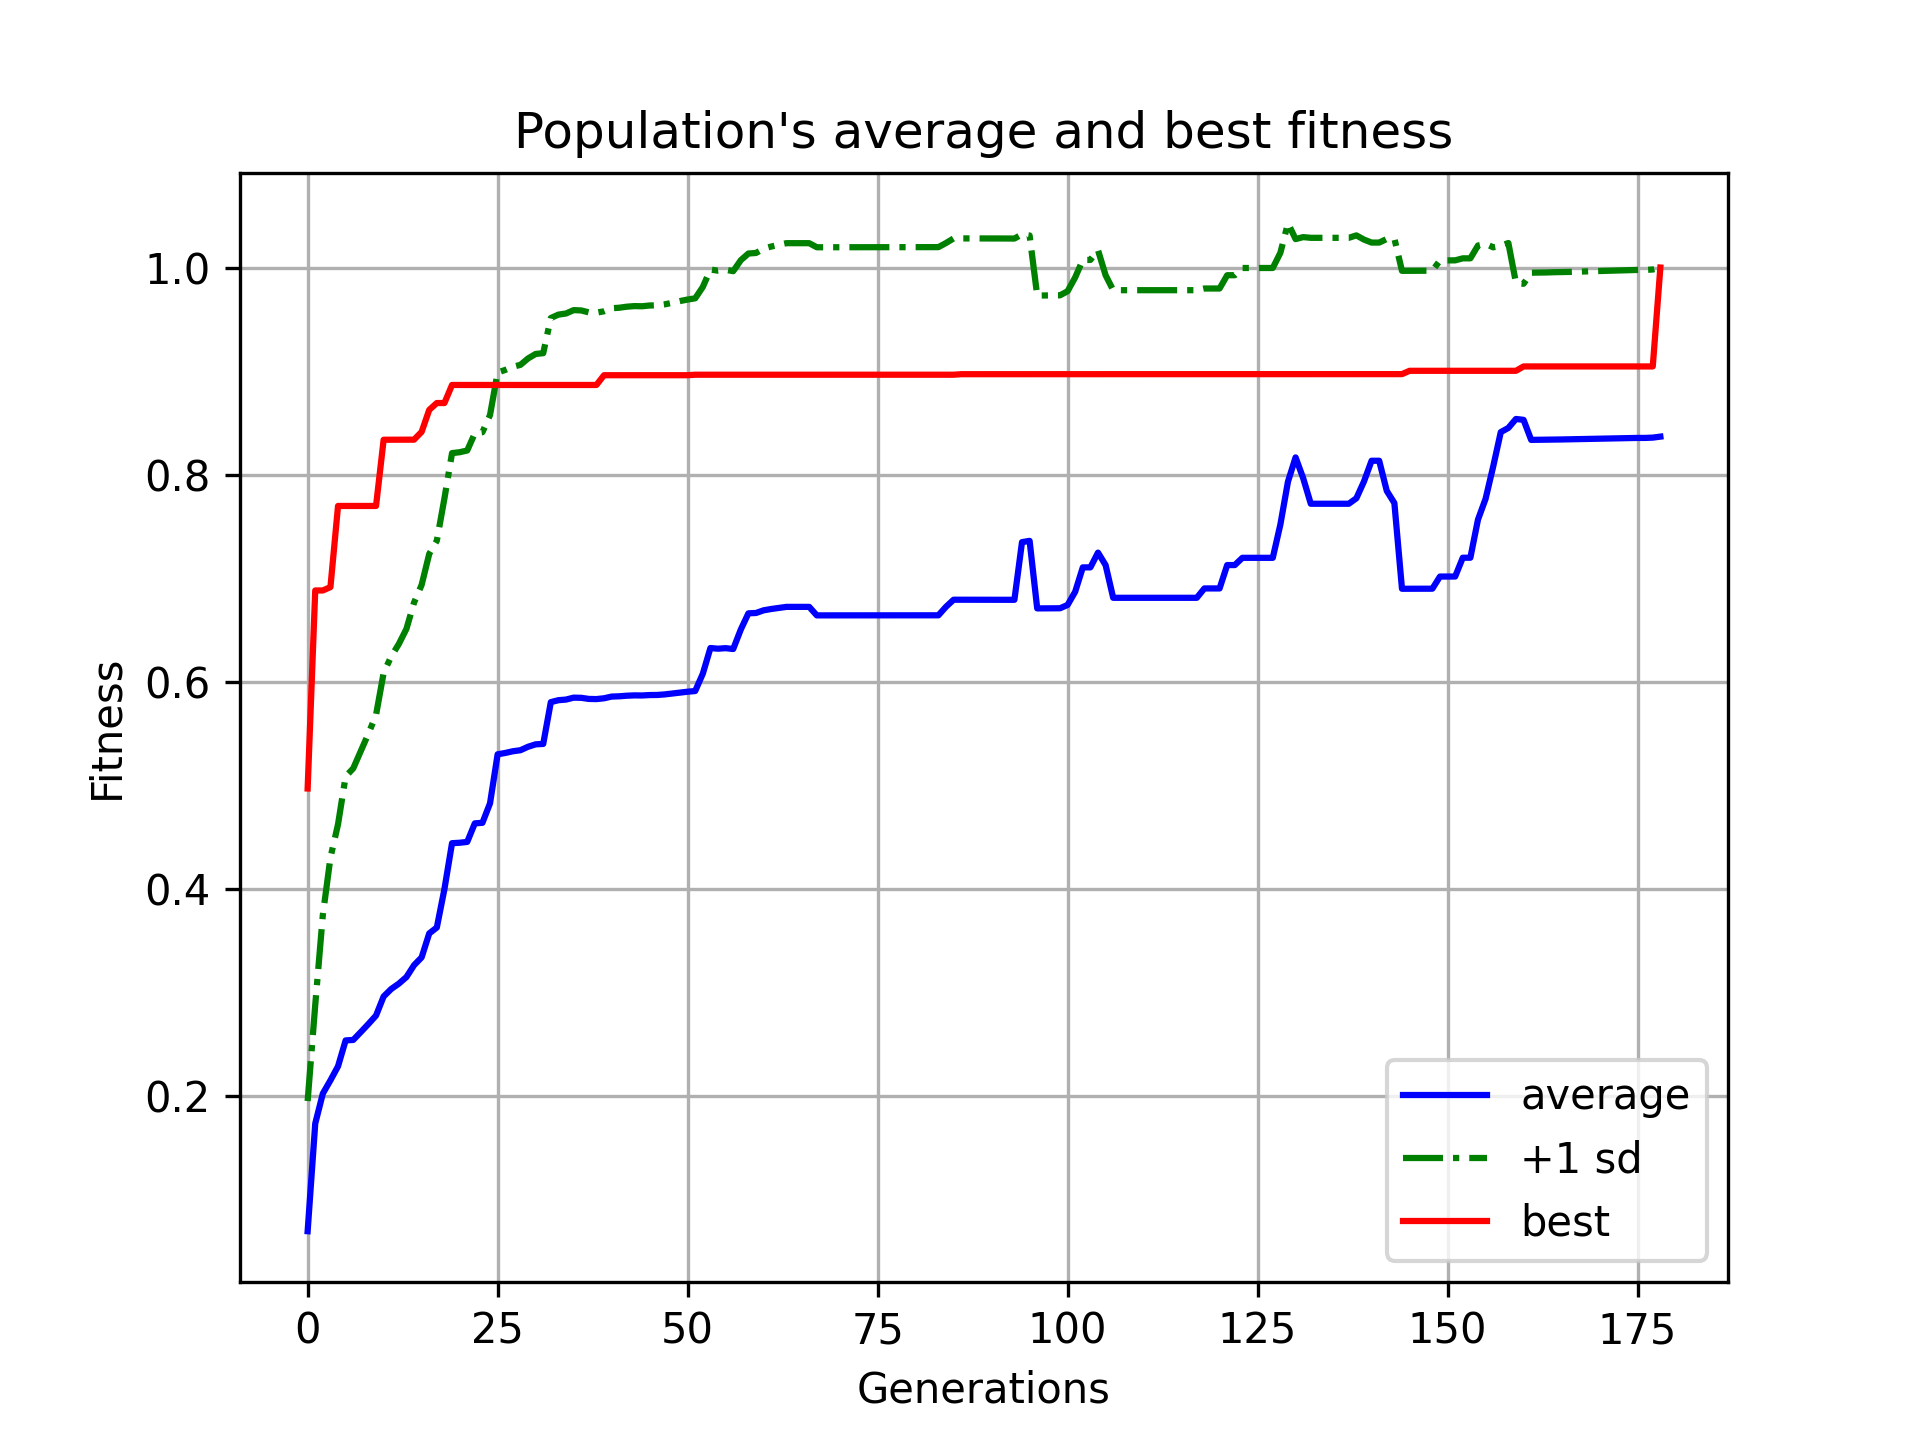 Population's average and best fitness
1.0
0.8
0.6
0.4
0.2
Fitness
0 25 50 75 100 125 150 175
Generations
average
+1 sd
best